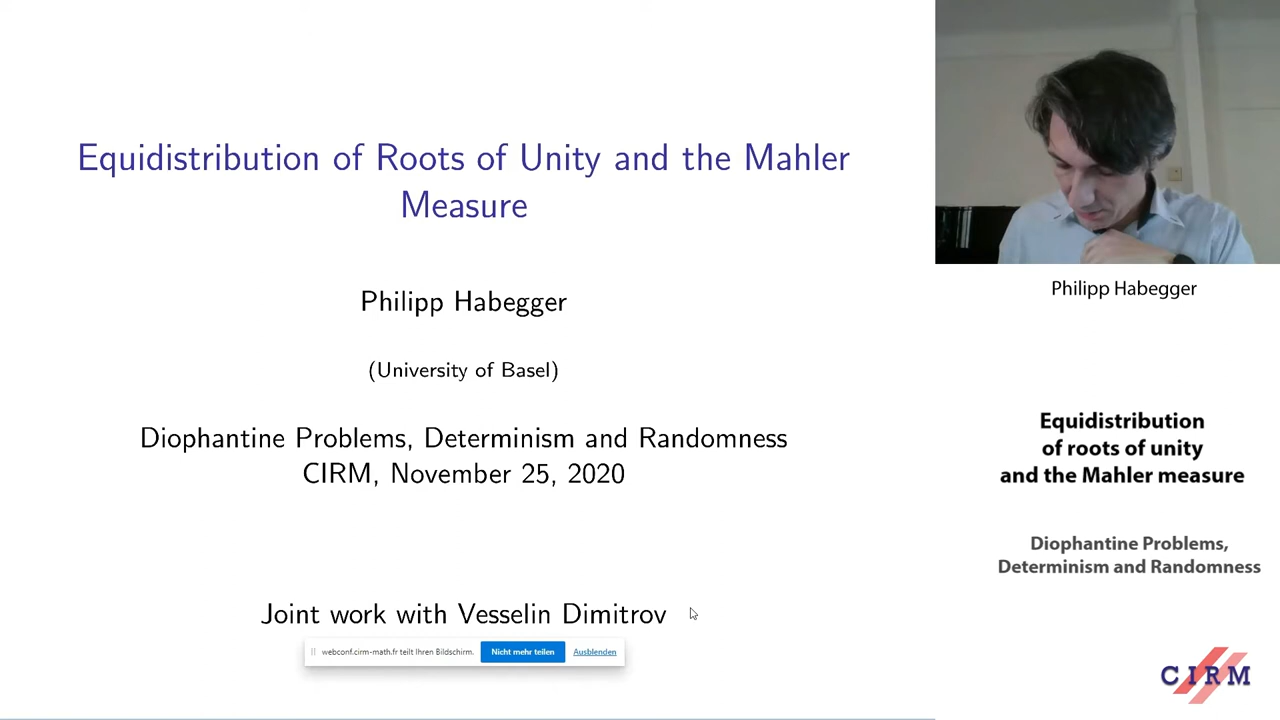 Equidistribution of Roots of Unity and the Mahler
Measure
Philipp Habegger
(University of Basel)
Diophantine Problems, Determinism and Randomness
CIRM, November 25, 2020
Joint work with Vesselin Dimitrov
webconf.cirm-math.fr teilt Ihren Bildschirm. Nicht mehr teilen Ausblenden
Philipp Habegger
Equidistribution
of roots of unity
and the Mahler measure
Diophantine Problems,
Determinism and Randomness
CIRM